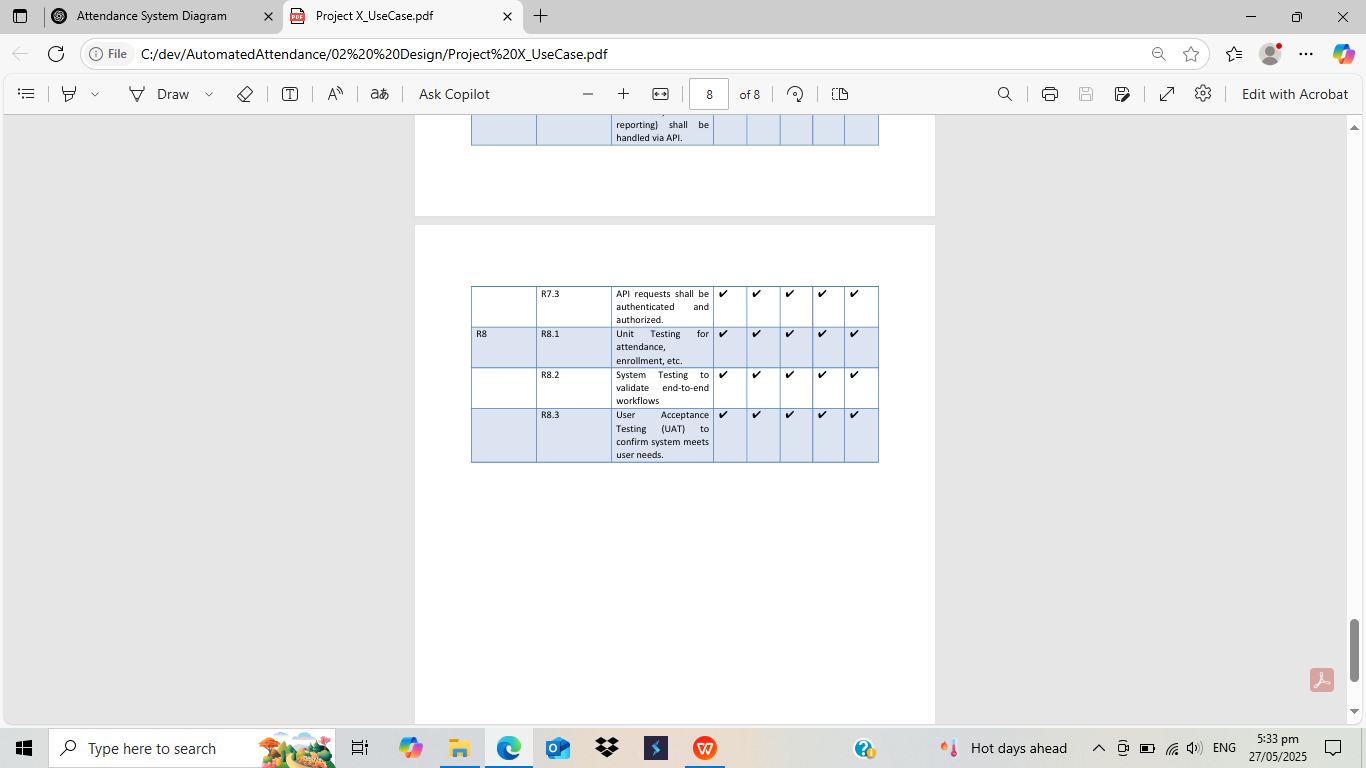 Attendance System Diagram
Project X_UseCase.pdf
File C:/dev/AutomatedAttendance/02%20%20Design/Project%20X_UseCase.pdf
Draw
Ask Copilot
8 of 8
Edit with Acrobat
reporting) shall be
handled via API.
R7.3 API requests shall be ✔ ✔ ✔ ✔ ✔
authenticated and
authorized.
R8 R8.1 Unit Testing for ✔ ✔ ✔ ✔ ✔
attendance,
enrollment, etc.
R8.2 System Testing to ✔ ✔ ✔ ✔ ✔
validate end-to-end
workflows
R8.3 User Acceptance ✔ ✔ ✔ ✔ ✔
Testing (UAT) to
confirm system meets
user needs.
Type here to search
Hot days ahead
ENG
5:33 pm
27/05/2025